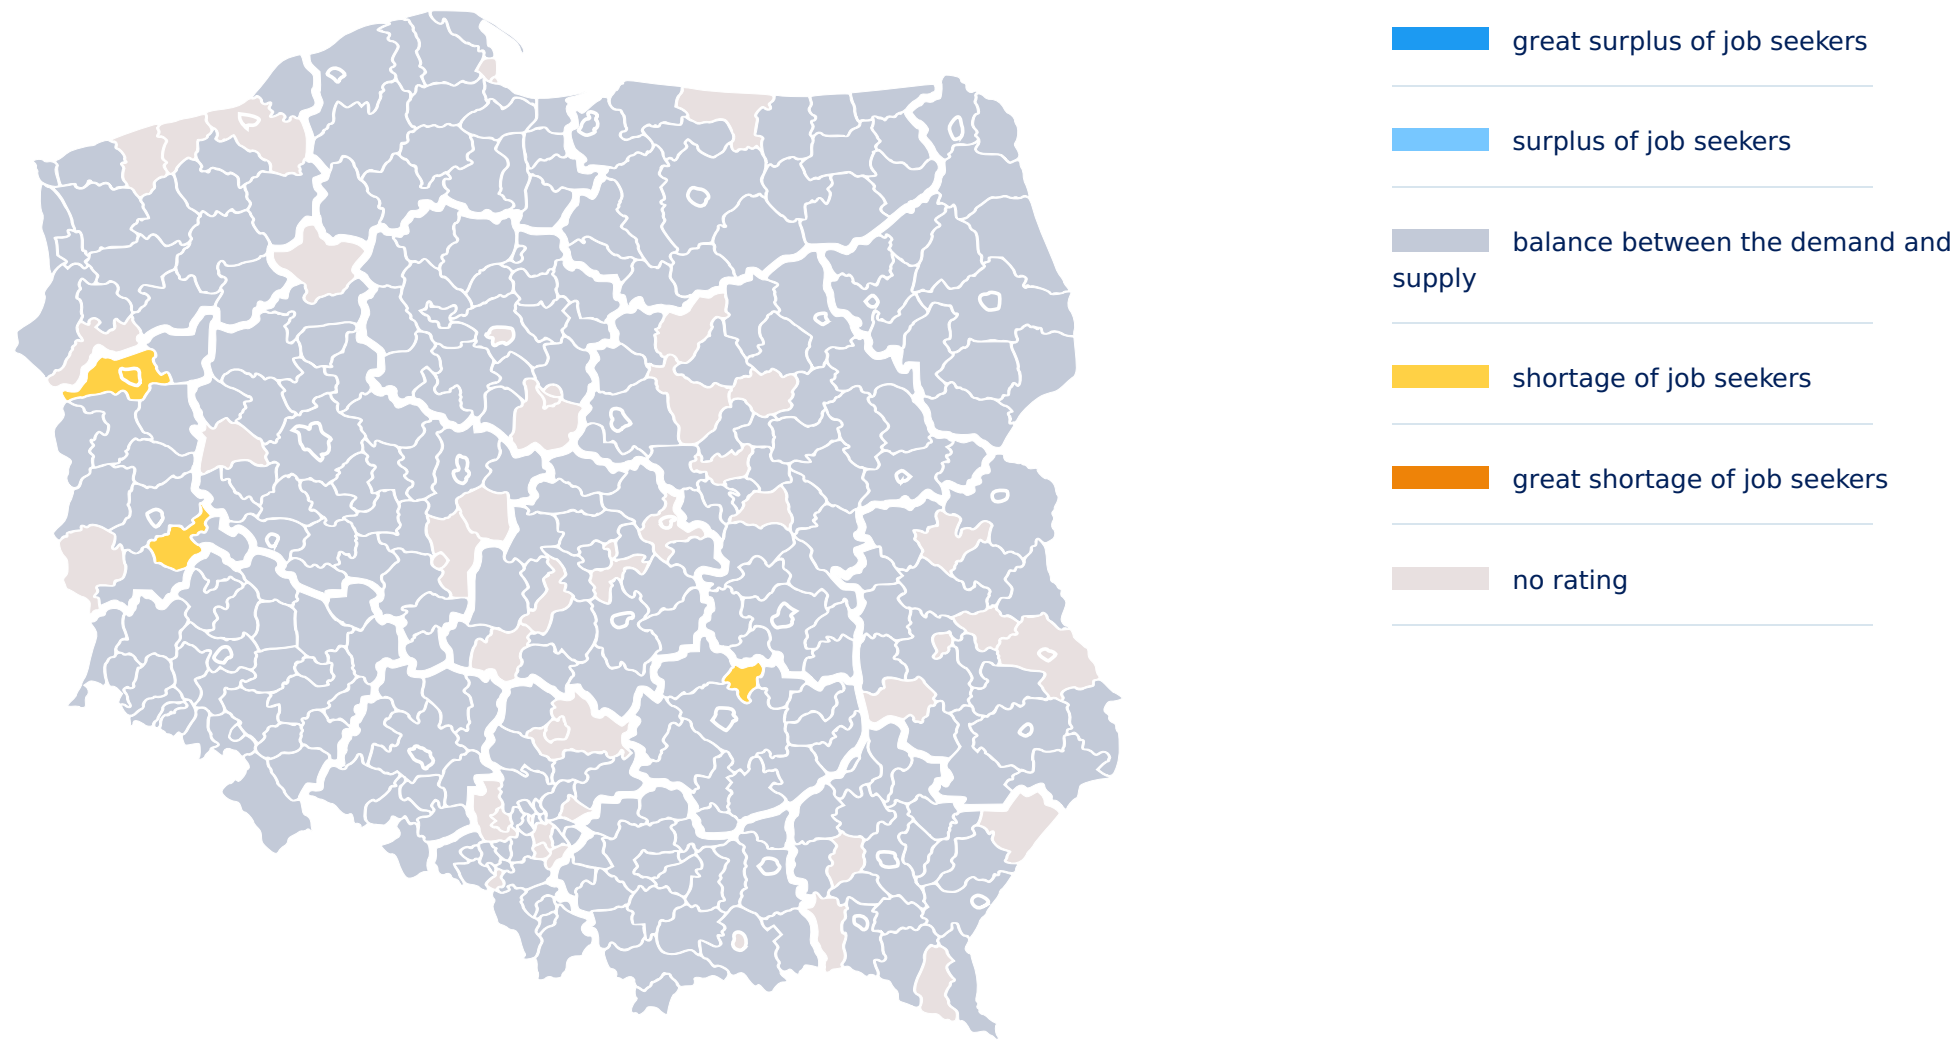 great surplus of job seekers
surplus of job seekers
balance between the demand and
supply
shortage of job seekers
great shortage of job seekers
no rating